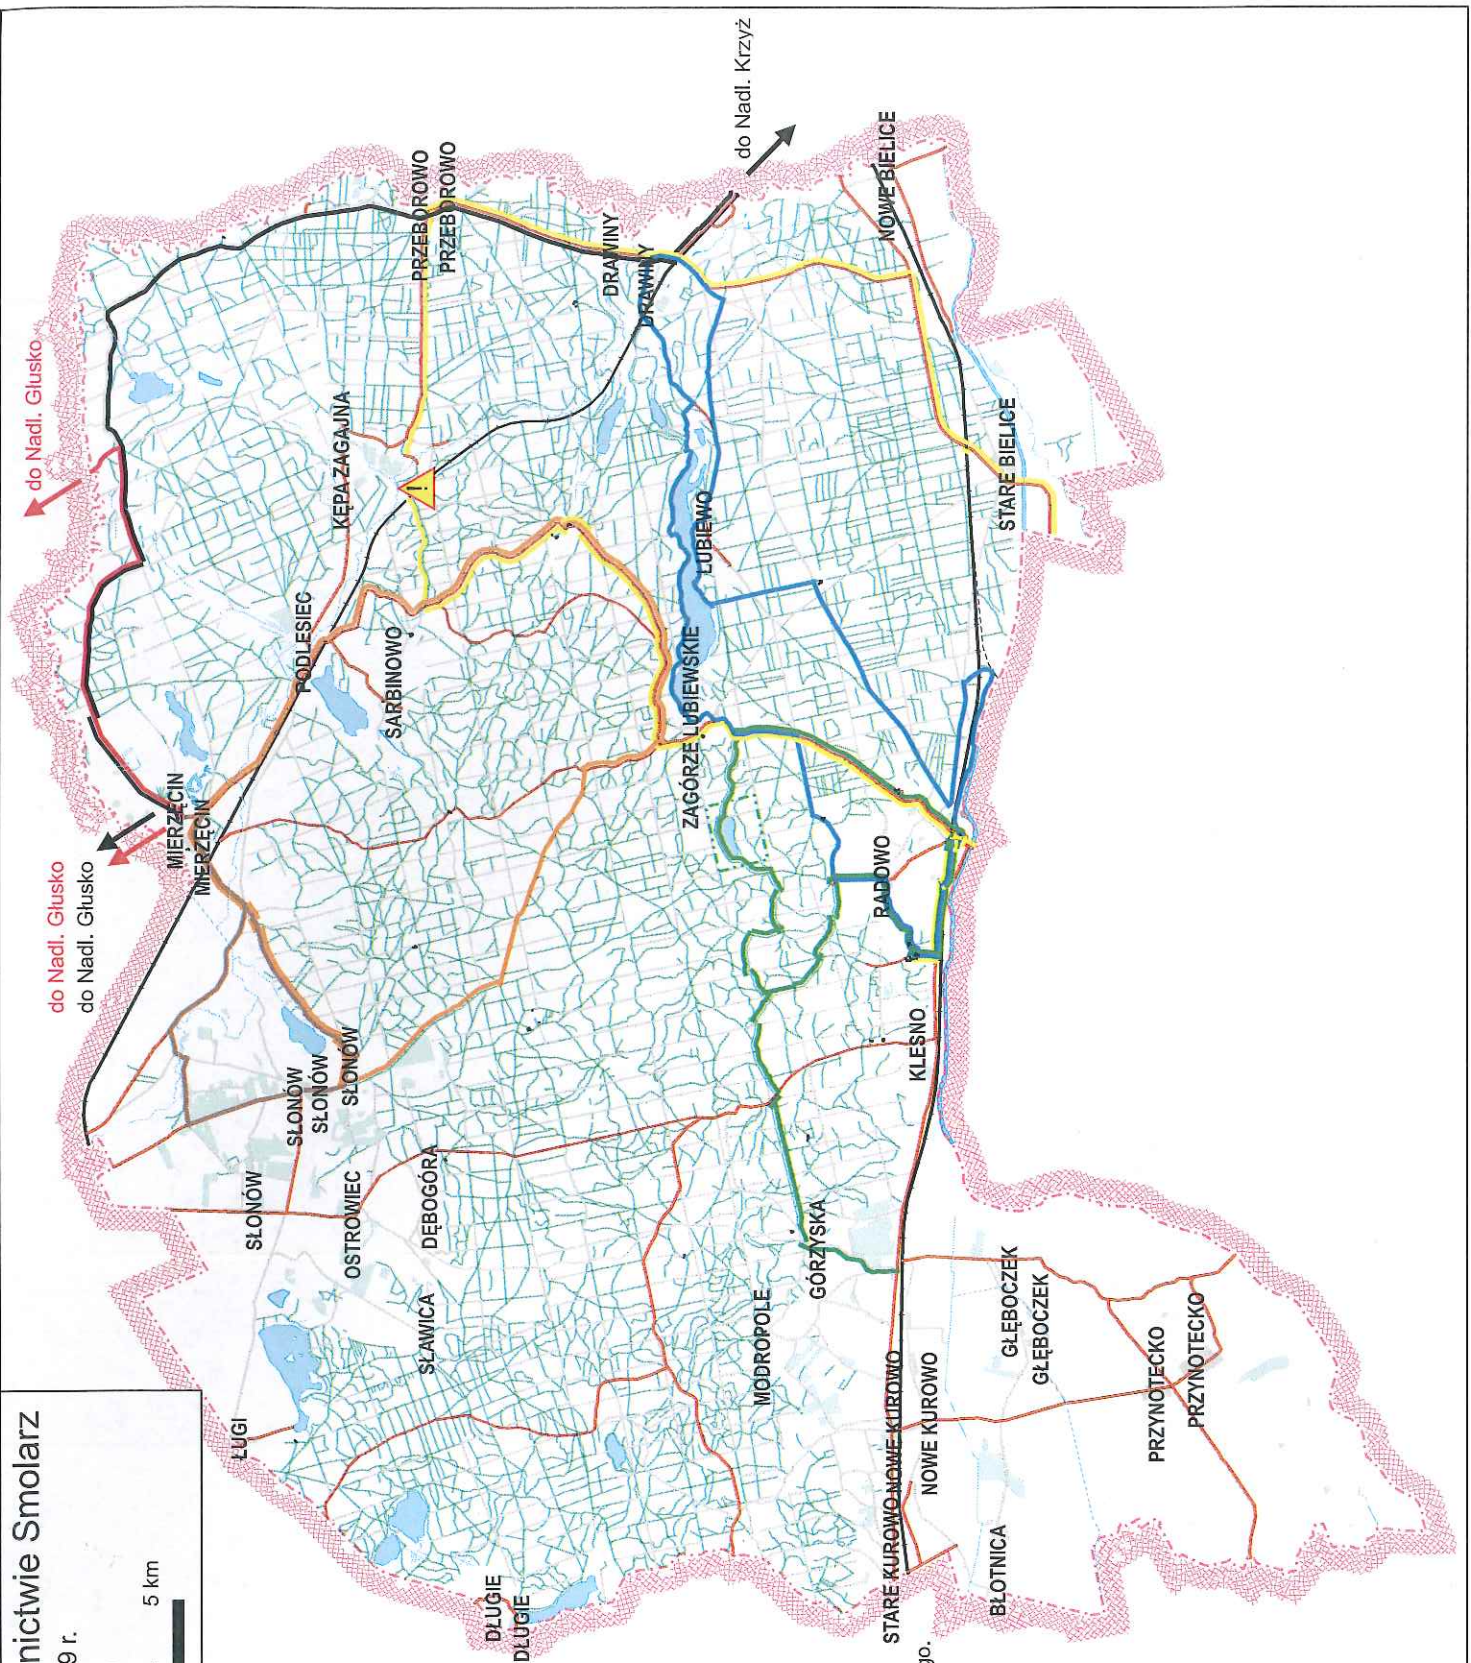 nictwie Smolarz
9 r.
5 km
do Nadl. Głusko
do Nadl. Głusko
do Nadl. Głusko
do Nadl. Krzyż
MIERZĘCIN
MIERZĘCIN
PRZEBOROWO
PRZEBOROWO
KĘPA ZAGAJNA
PODLESIEC
SARBINOWO
DRAWINY
DRAWINY
NOWE BIELICE
STARE BIELICE
LUBIEWO
ZAGÓRZE LUBIEWSKIE
RADOWO
KLESNO
SŁONÓW
SŁONÓW
SŁONÓW
SŁONÓW
OSTROWIEC
DĘBOGÓRA
SŁAWICA
ŁUGI
DŁUGIE
DŁUGIE
MODROPOLE
GÓRZYSKA
STARE KUROWO
NOWE KUROWO
NOWE KUROWO
GŁĘBOCZEK
GŁĘBOCZEK
BŁOTNICA
PRZYNOTECKO
PRZYNOTECKO
go.
!